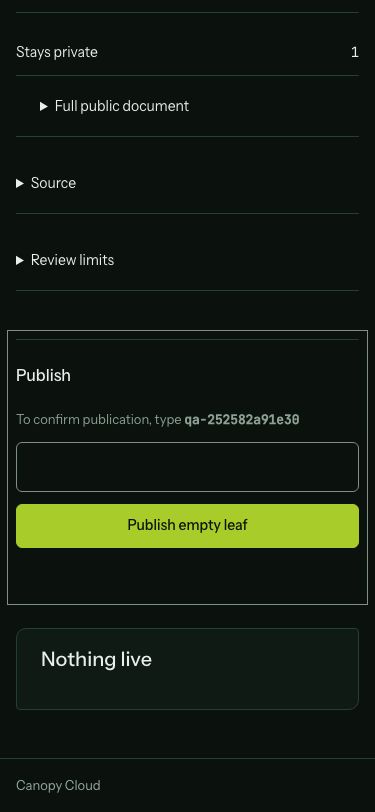 Stays private 1
Full public document
Source
Review limits
Publish
To confirm publication, type qa-252582a91e30
Publish empty leaf
Nothing live
Canopy Cloud